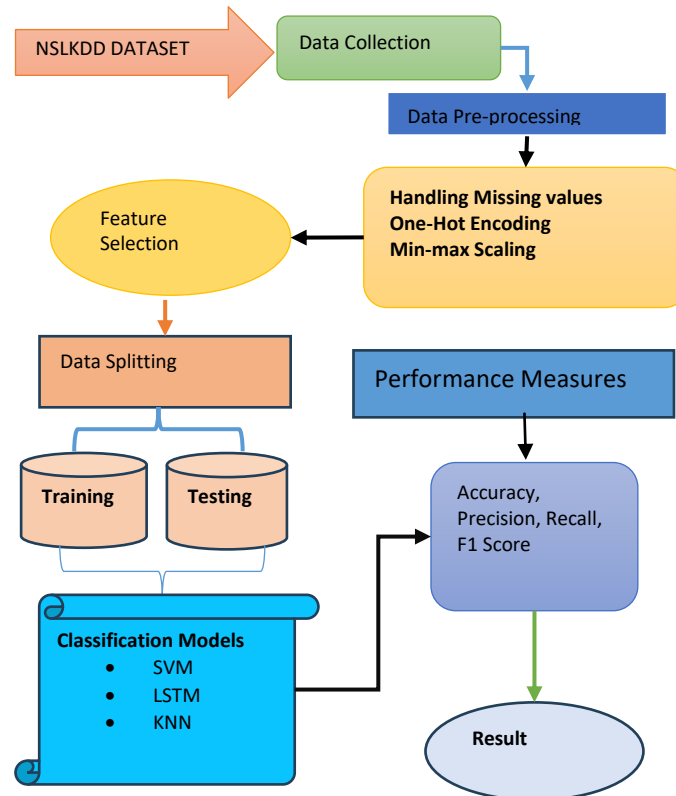 NSLKDD DATASET
Data Collection
Data Pre-processing
Handling Missing values
One-Hot Encoding
Min-max Scaling
Feature
Selection
Data Splitting
Training
Testing
Classification Models
• SVM
• LSTM
• KNN
Performance Measures
Accuracy,
Precision, Recall,
F1 Score
Result